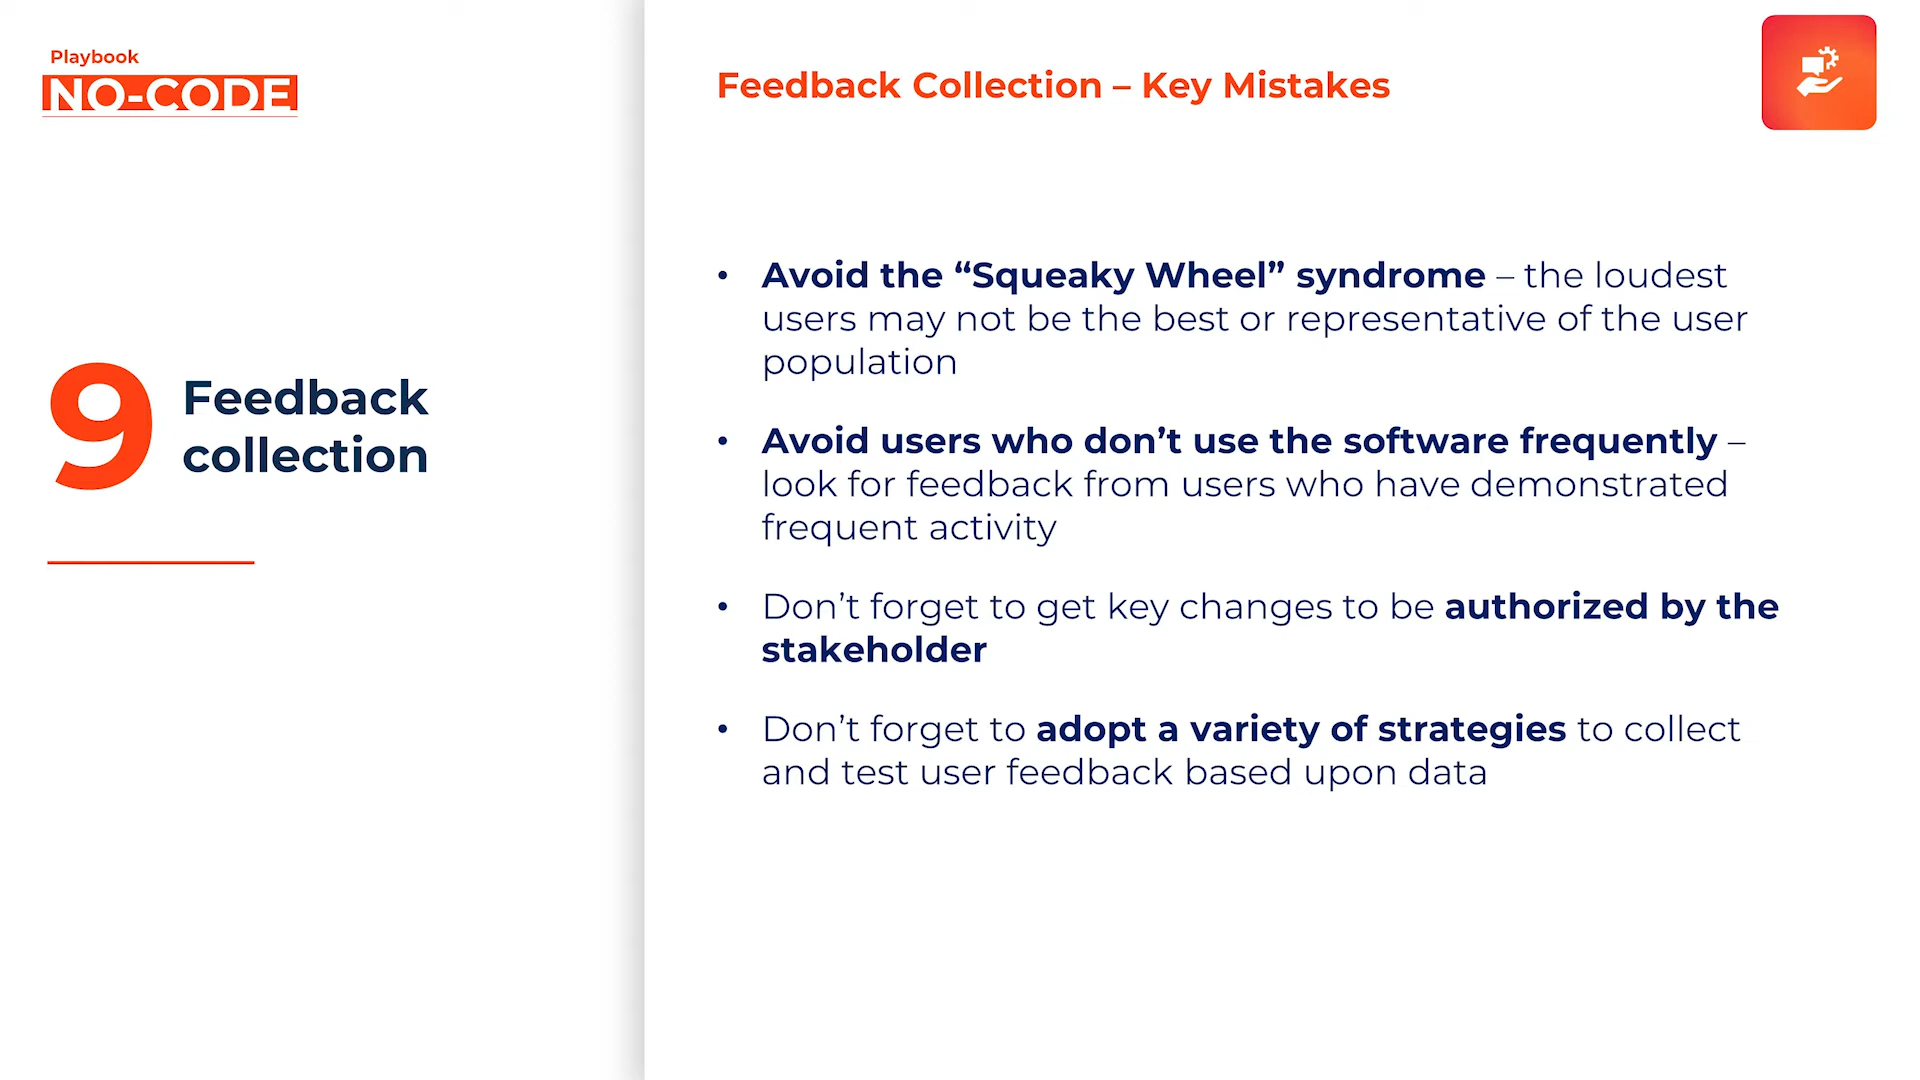 Playbook
NO-CODE
9
Feedback
collection
Feedback Collection – Key Mistakes
• Avoid the “Squeaky Wheel” syndrome – the loudest
users may not be the best or representative of the user
population
• Avoid users who don’t use the software frequently –
look for feedback from users who have demonstrated
frequent activity
• Don’t forget to get key changes to be authorized by the
stakeholder
• Don’t forget to adopt a variety of strategies to collect
and test user feedback based upon data